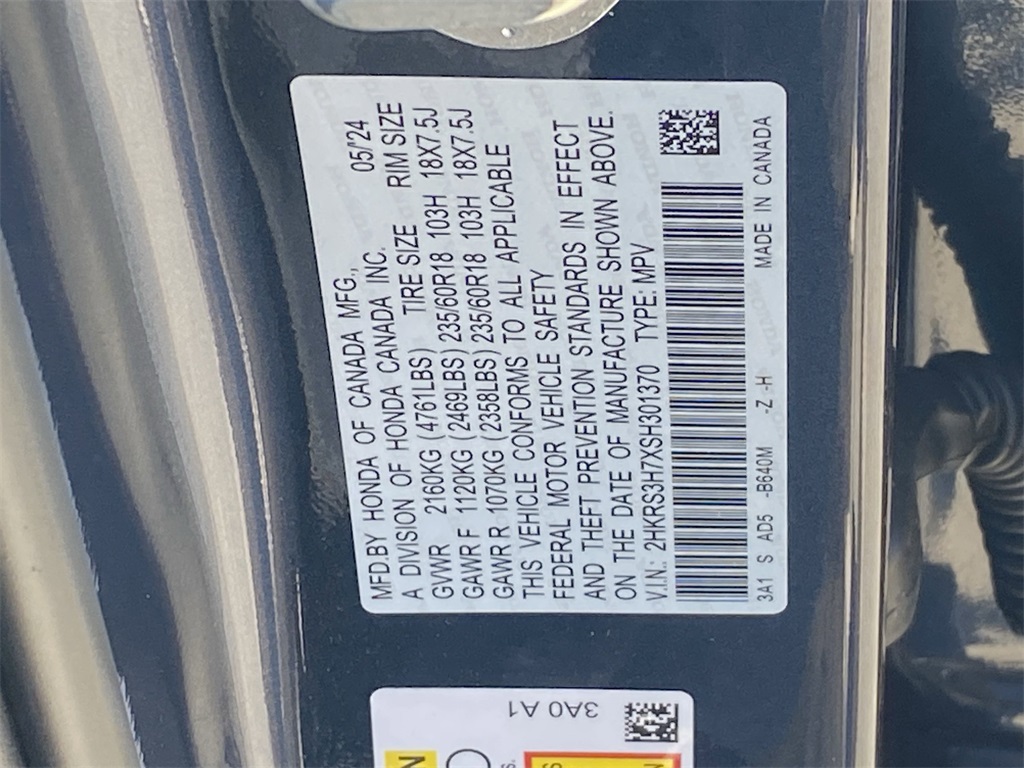 MFD.BY HONDA OF CANADA MFG., 05/'24
A DIVISION OF HONDA CANADA INC.
GVWR 2160KG (4761LBS) TIRE SIZE RIM SIZE
GAWR F 1120KG (2469LBS) 235/60R18 103H 18X7.5J
GAWR R 1070KG (2358LBS) 235/60R18 103H 18X7.5J
THIS VEHICLE CONFORMS TO ALL APPLICABLE
FEDERAL MOTOR VEHICLE SAFETY
AND THEFT PREVENTION STANDARDS IN EFFECT
ON THE DATE OF MANUFACTURE SHOWN ABOVE.
V.I.N.: 2HKRS3H7XSH301370 TYPE: MPV
3A1 S AD5 -B640M -Z -H MADE IN CANADA
3A0 A1